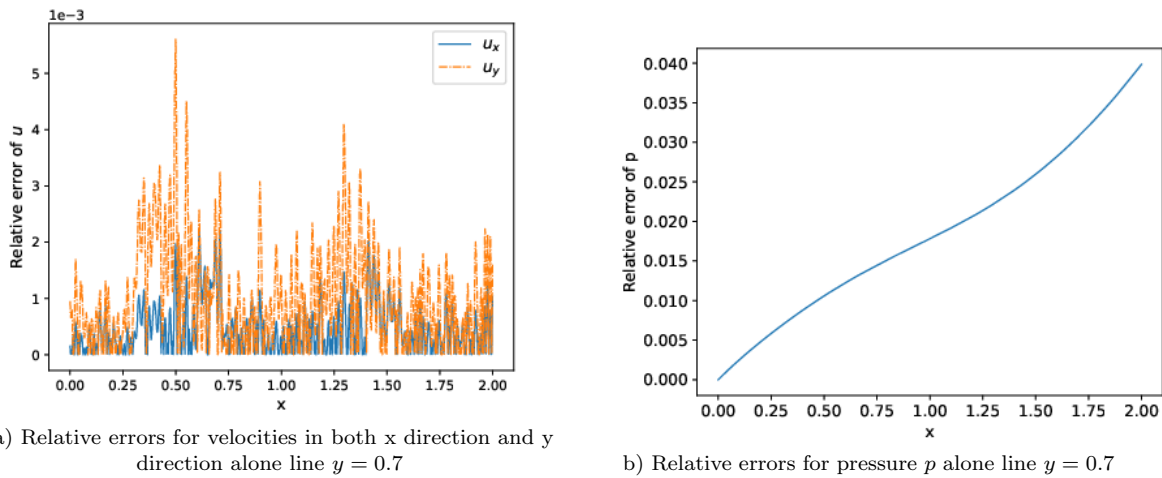 1e−3
Relative error of u
5
4
3
2
1
0
u_x
u_y
0.00 0.25 0.50 0.75 1.00 1.25 1.50 1.75 2.00
x
) Relative errors for velocities in both x direction and y
direction alone line y = 0.7
Relative error of p
0.040
0.035
0.030
0.025
0.020
0.015
0.010
0.005
0.000
0.00 0.25 0.50 0.75 1.00 1.25 1.50 1.75 2.00
x
b) Relative errors for pressure p alone line y = 0.7